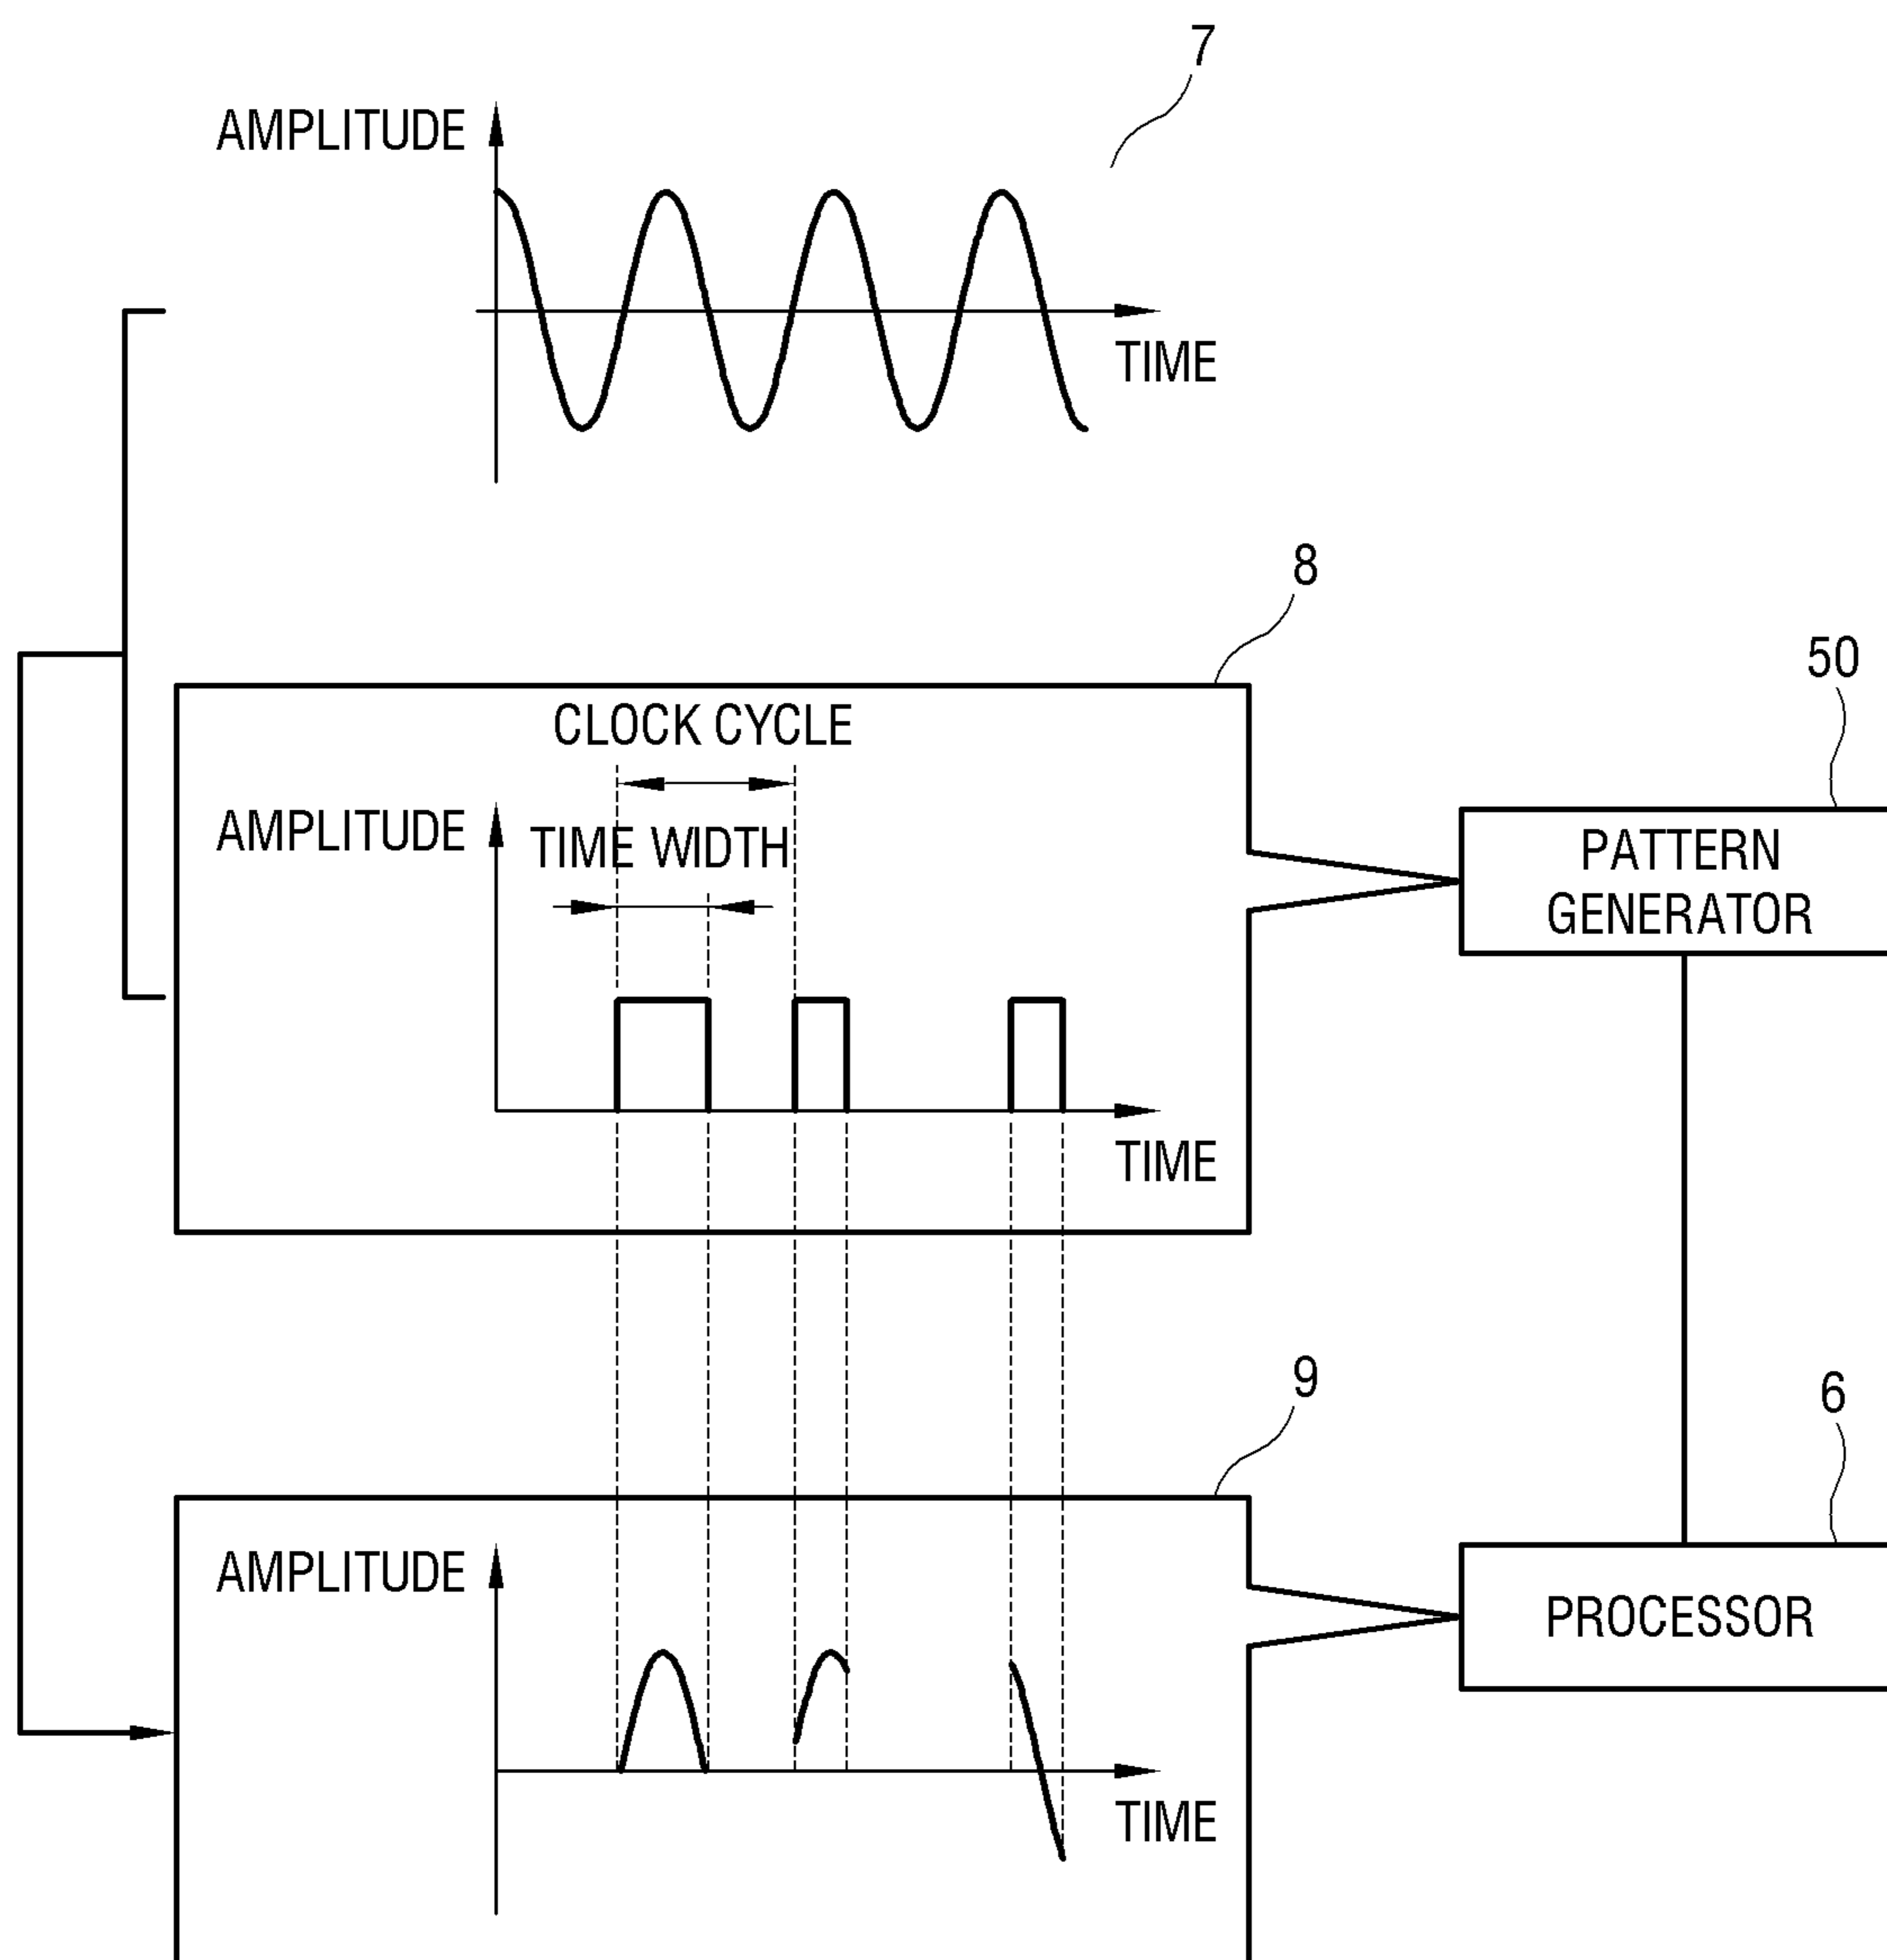 7
AMPLITUDE
TIME
8
50
CLOCK CYCLE
AMPLITUDE
TIME WIDTH
PATTERN
GENERATOR
TIME
9
6
AMPLITUDE
PROCESSOR
TIME